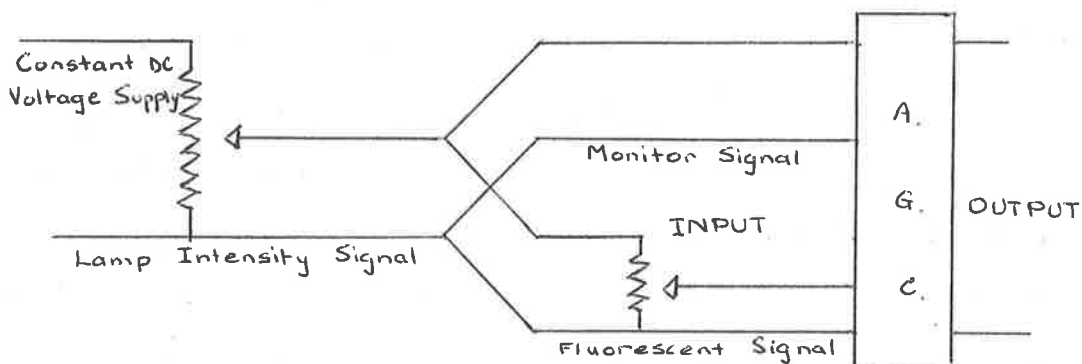 Constant DC
Voltage Supply
A.
Monitor Signal
G.
OUTPUT
INPUT
Lamp Intensity Signal
C.
Fluorescent Signal